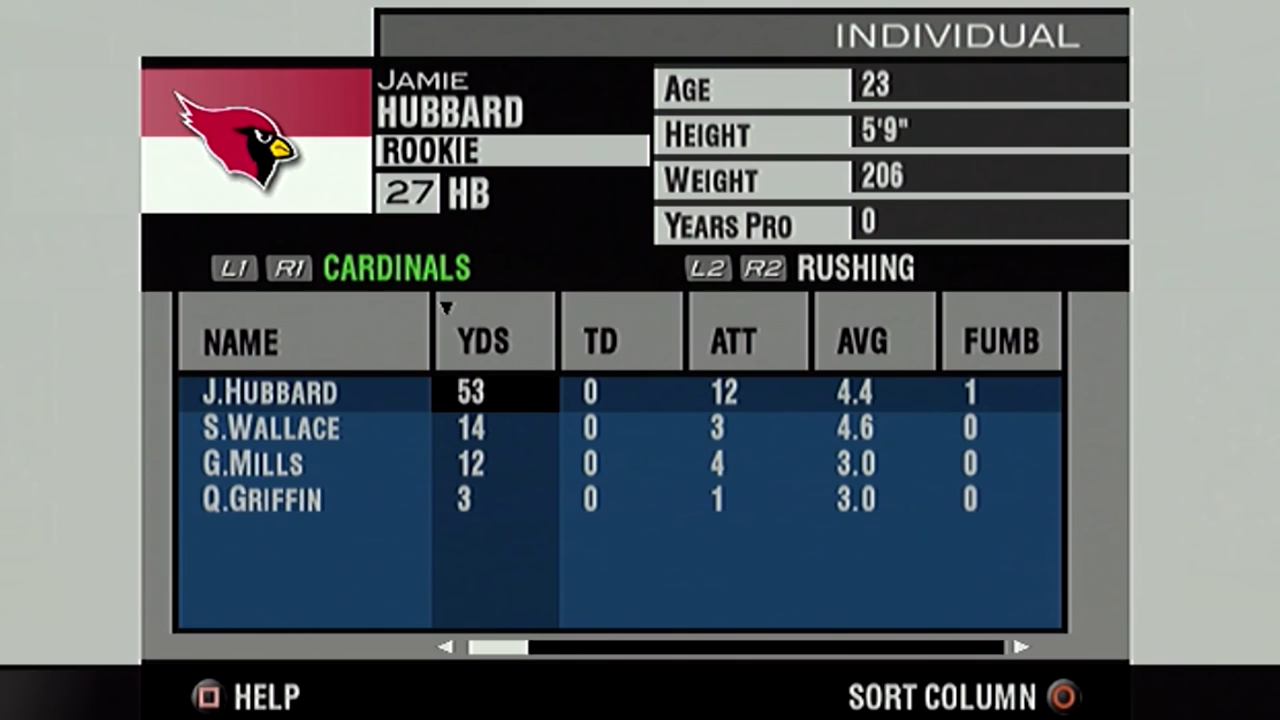 INDIVIDUAL
JAMIE
HUBBARD
ROOKIE
27 HB
AGE 23
HEIGHT 5'9"
WEIGHT 206
YEARS PRO 0
L1 R1 CARDINALS L2 R2 RUSHING
NAME YDS TD ATT AVG FUMB
J.HUBBARD 53 0 12 4.4 1
S.WALLACE 14 0 3 4.6 0
G.MILLS 12 0 4 3.0 0
Q.GRIFFIN 3 0 1 3.0 0
HELP SORT COLUMN